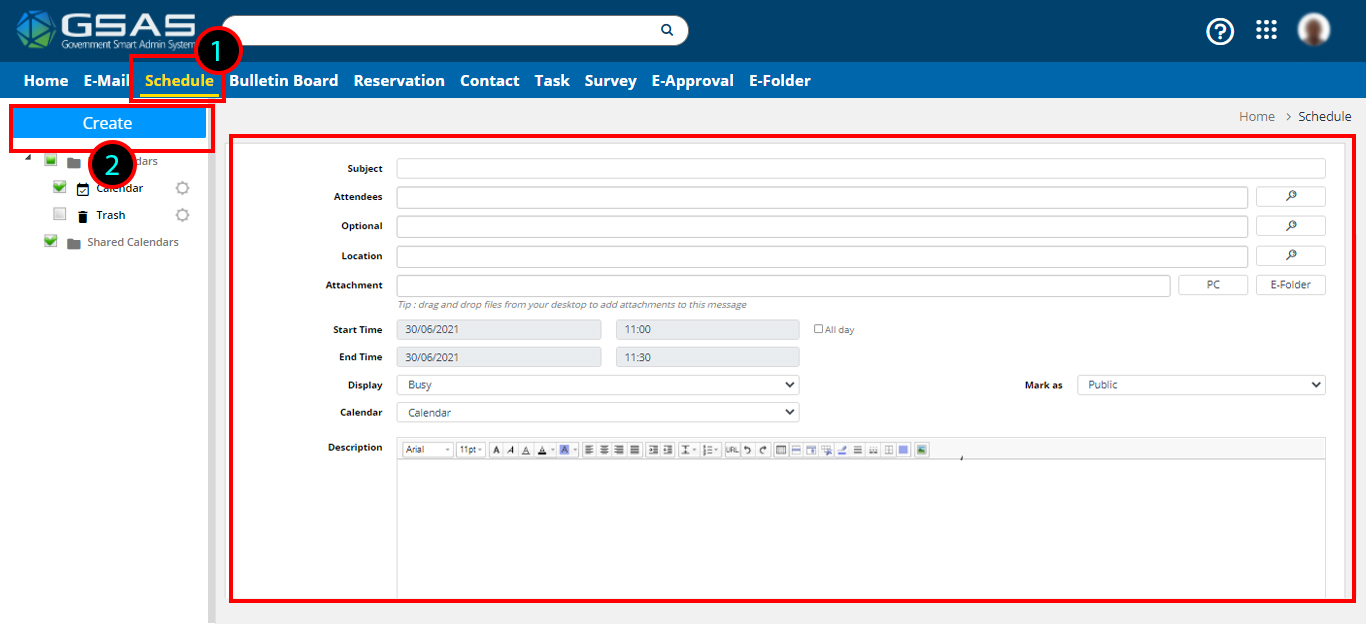 GSAS
Government Smart Admin System
1
Home E-Mail Schedule Bulletin Board Reservation Contact Task Survey E-Approval E-Folder
Create
Home > Schedule
2
Calendar
Trash
Shared Calendars
Subject
Attendees
Optional
Location
Attachment PC E-Folder
Tip : drag and drop files from your desktop to add attachments to this message
Start Time 30/06/2021 11:00 All day
End Time 30/06/2021 11:30
Display Busy Mark as Public
Calendar Calendar
Description Arial 11pt A A A A A URL